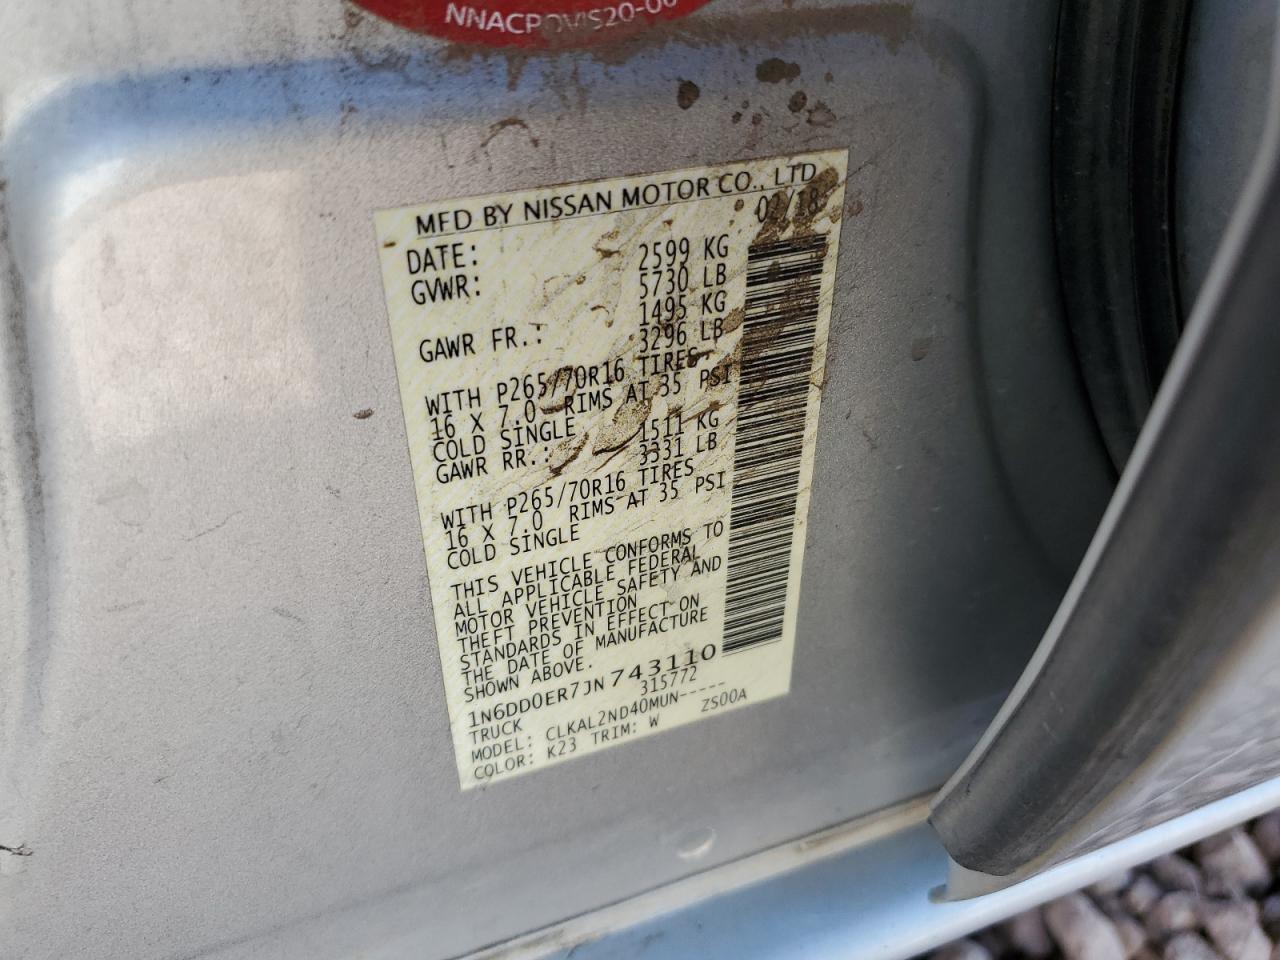 NNACPDVIS20-00
MFD BY NISSAN MOTOR CO., LTD
DATE: 02/18
GVWR: 2599 KG
5730 LB
GAWR FR.: 1495 KG
3296 LB
WITH P265/70R16 TIRES
16 X 7.0 RIMS AT 35 PSI
COLD SINGLE
GAWR RR.: 1511 KG
3331 LB
WITH P265/70R16 TIRES
16 X 7.0 RIMS AT 35 PSI
COLD SINGLE
THIS VEHICLE CONFORMS TO
ALL APPLICABLE FEDERAL
MOTOR VEHICLE SAFETY AND
THEFT PREVENTION
STANDARDS IN EFFECT ON
THE DATE OF MANUFACTURE
SHOWN ABOVE.
1N6DD0ER7JN743110
TRUCK 315772
MODEL: CLKAL2ND40MUN-----
COLOR: K23 TRIM: W ZS00A